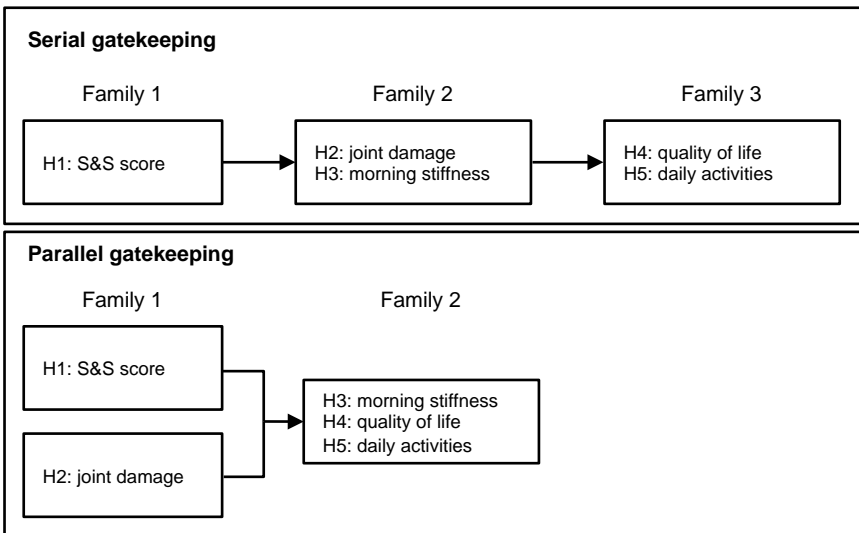 Serial gatekeeping
Family 1
Family 2
Family 3
H1: S&S score
H2: joint damage
H3: morning stiffness
H4: quality of life
H5: daily activities
Parallel gatekeeping
Family 1
Family 2
H1: S&S score
H2: joint damage
H3: morning stiffness
H4: quality of life
H5: daily activities